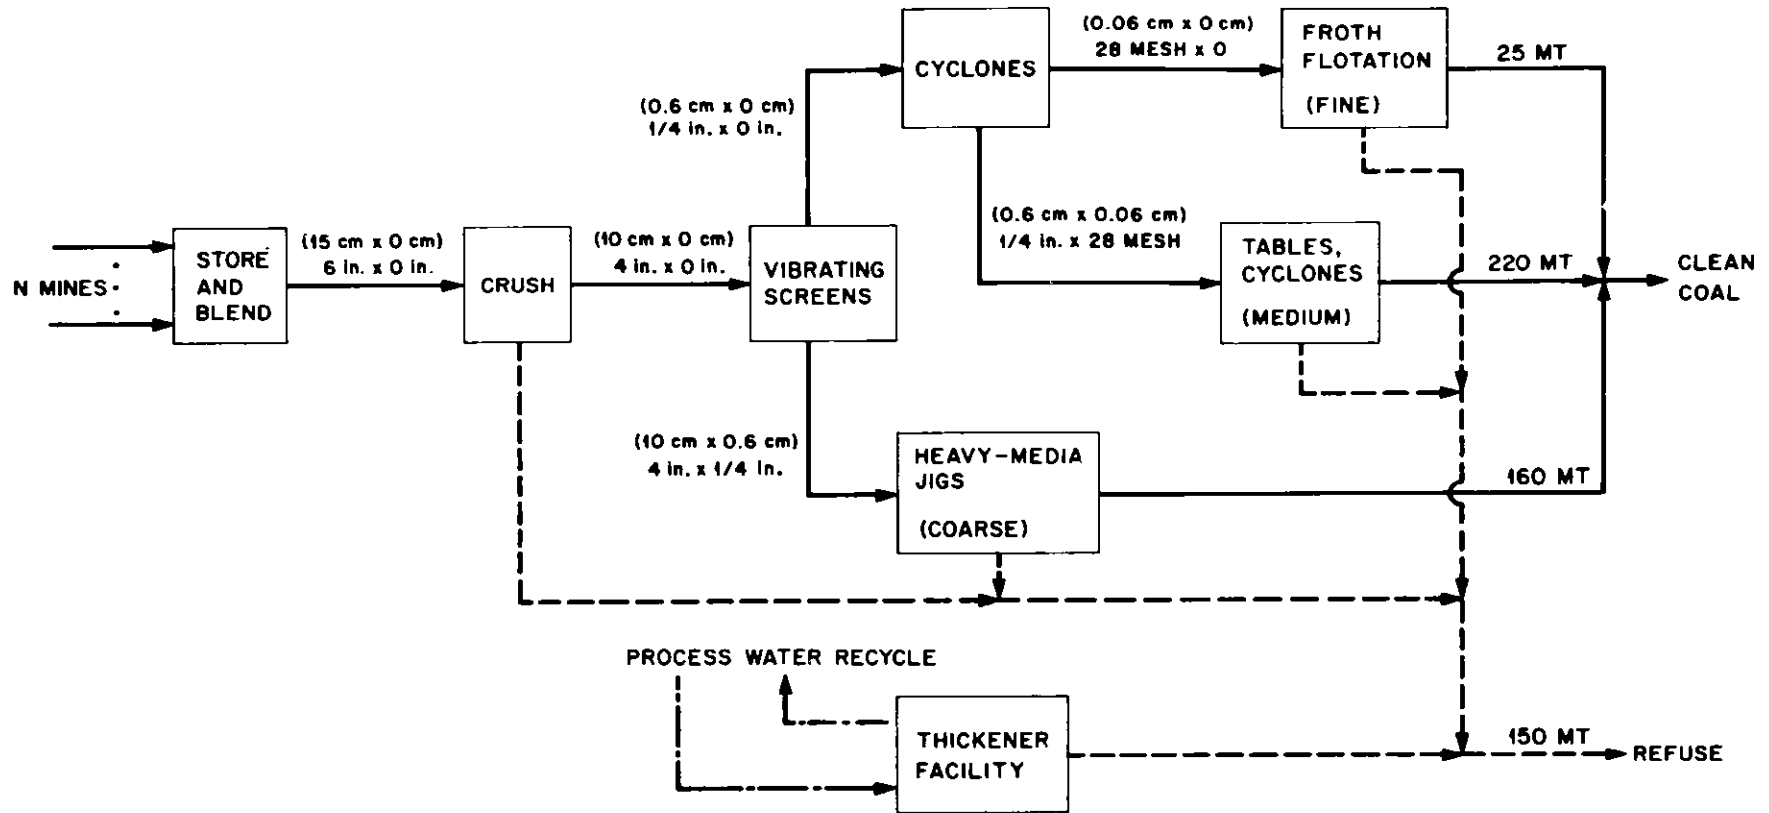 N MINES
STORE
AND
BLEND
(15 cm x 0 cm)
6 in. x 0 in.
CRUSH
(10 cm x 0 cm)
4 in. x 0 in.
VIBRATING
SCREENS
(0.6 cm x 0 cm)
1/4 in. x 0 in.
CYCLONES
(0.06 cm x 0 cm)
28 MESH x 0
FROTH
FLOTATION
(FINE)
25 MT
(0.6 cm x 0.06 cm)
1/4 in. x 28 MESH
TABLES,
CYCLONES
(MEDIUM)
220 MT
CLEAN
COAL
(10 cm x 0.6 cm)
4 in. x 1/4 in.
HEAVY-MEDIA
JIGS
(COARSE)
160 MT
PROCESS WATER RECYCLE
THICKENER
FACILITY
150 MT
REFUSE